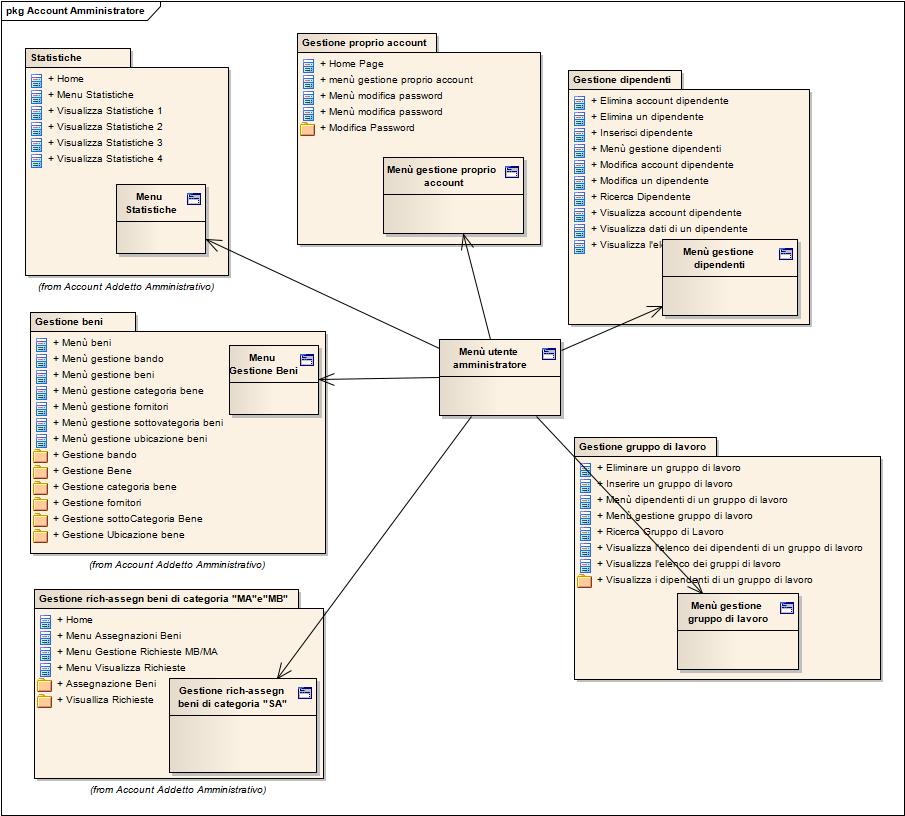 pkg Account Amministratore
Statistiche
+ Home
+ Menu Statistiche
+ Visualizza Statistiche 1
+ Visualizza Statistiche 2
+ Visualizza Statistiche 3
+ Visualizza Statistiche 4
Menu
Statistiche
(from Account Addetto Amministrativo)
Gestione proprio account
+ Home Page
+ menù gestione proprio account
+ Menù modifica password
+ Menù modifica password
+ Modifica Password
Menù gestione proprio
account
Gestione dipendenti
+ Elimina account dipendente
+ Elimina un dipendente
+ Inserisci dipendente
+ Menù gestione dipendenti
+ Modifica account dipendente
+ Modifica un dipendente
+ Ricerca Dipendente
+ Visualizza account dipendente
+ Visualizza dati di un dipendente
+ Visualizza
Menù gestione
dipendenti
Gestione beni
+ Menù beni
+ Menù gestione bando
+ Menù gestione beni
+ Menù gestione categoria bene
+ Menù gestione fornitori
+ Menù gestione sottovategoria beni
+ Menù gestione ubicazione beni
+ Gestione bando
+ Gestione Bene
+ Gestione categoria bene
+ Gestione fornitori
+ Gestione sottoCategoria Bene
+ Gestione Ubicazione bene
Menu
Gestione Beni
(from Account Addetto Amministrativo)
Menù utente
amministratore
Gestione gruppo di lavoro
+ Eliminare un gruppo di lavoro
+ Inserire un gruppo di lavoro
+ Menù dipendenti di un gruppo di lavoro
+ Menù gestione gruppo di lavoro
+ Ricerca Gruppo di Lavoro
+ Visualizza l'elenco dei dipendenti di un gruppo di lavoro
+ Visualizza l'elenco dei gruppi di lavoro
+ Visualizza i dipendenti di un gruppo di lavoro
Menù gestione
gruppo di lavoro
Gestione rich-assegn beni di categoria "MA"e"MB"
+ Home
+ Menu Assegnazioni Beni
+ Menu Gestione Richieste MB/MA
+ Menu Visualizza Richieste
+ Assegnazione Beni
+ Visualliza Richieste
Gestione rich-assegn
beni di categoria "SA"
(from Account Addetto Amministrativo)